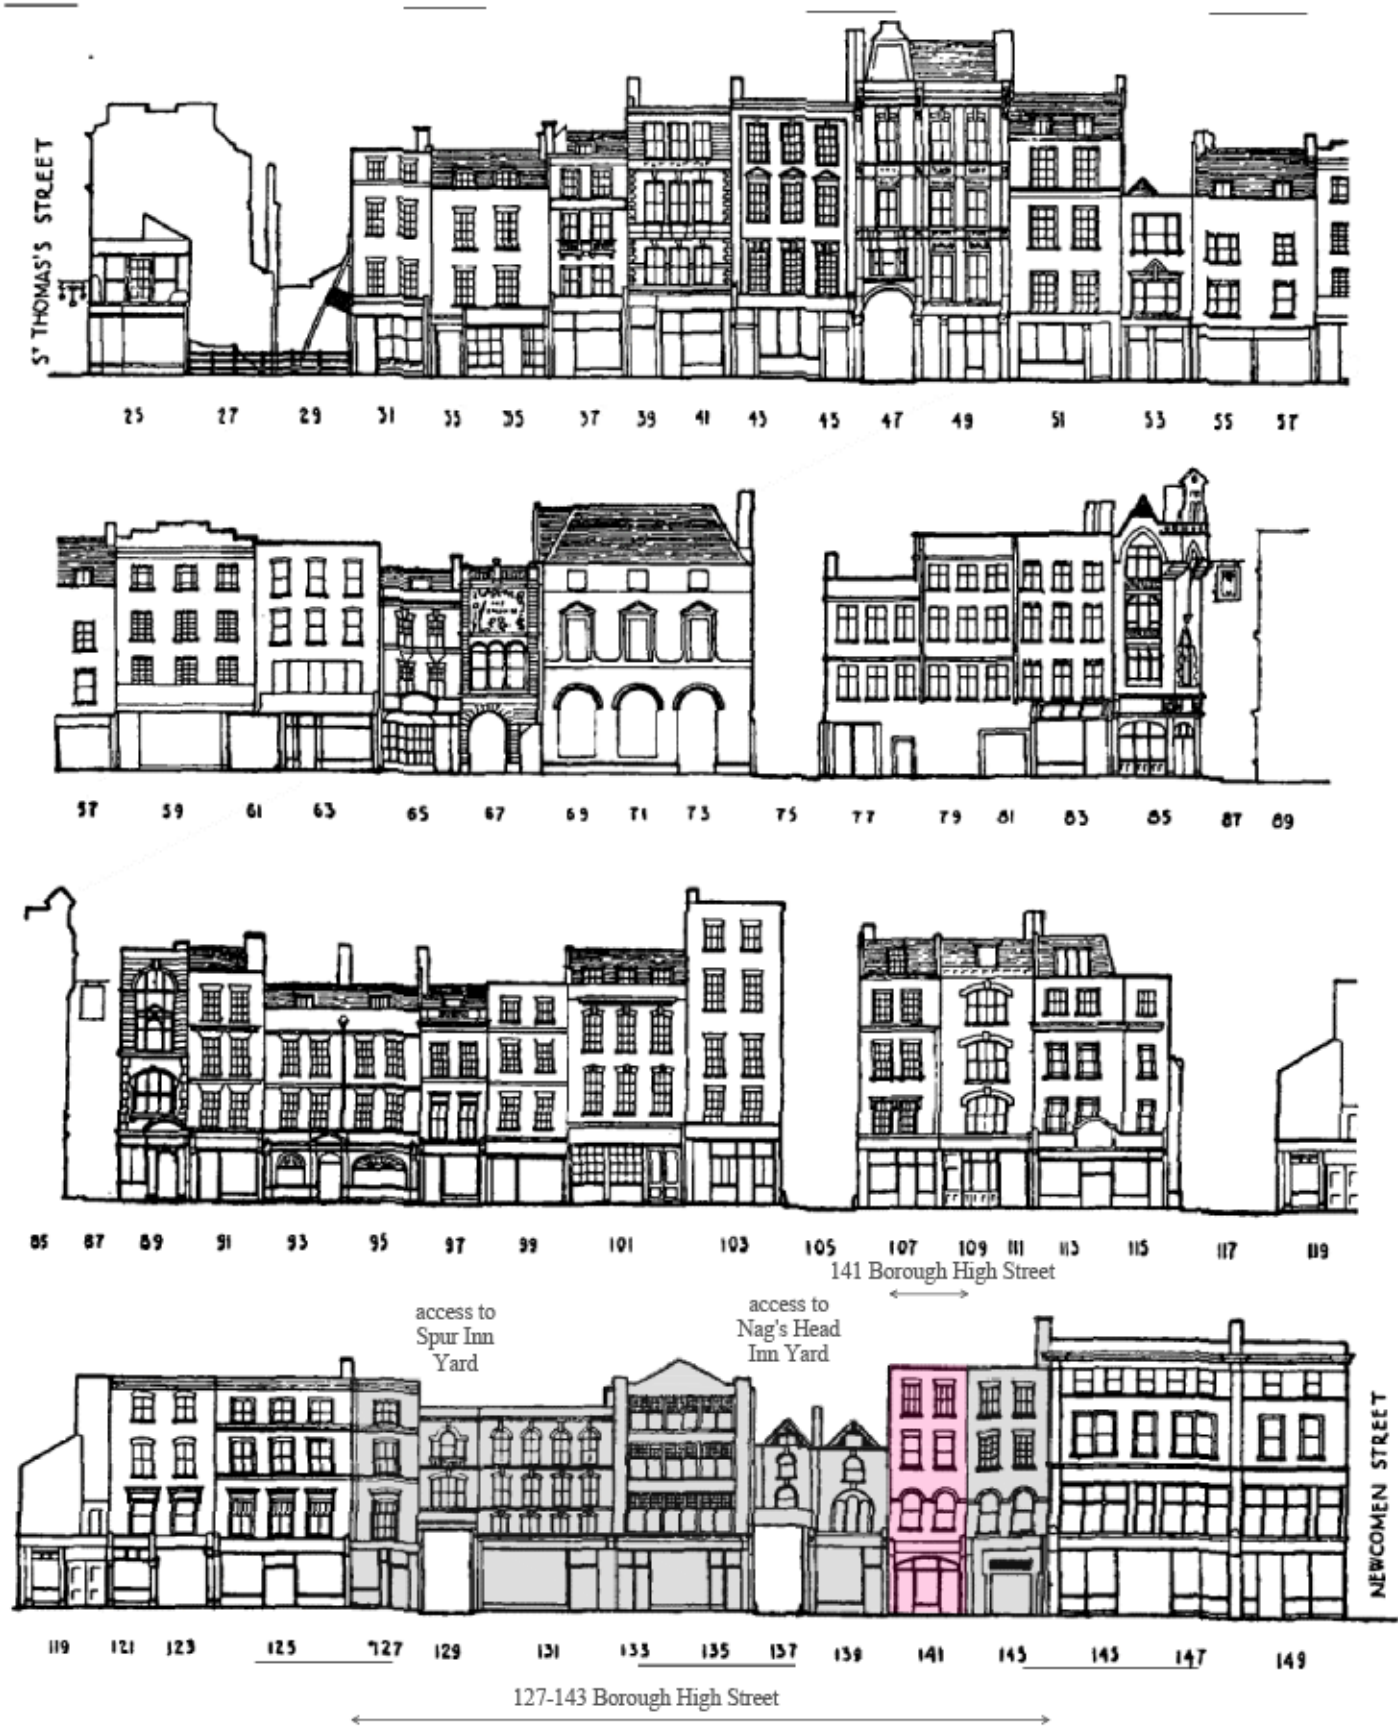 Sᵀ THOMAS'S STREET
25 27 29 31 33 35 37 39 41 43 45 47 49 51 53 55 57
57 59 61 63 65 67 69 71 73 75 77 79 81 83 85 87 89
85 87 89 91 93 95 97 99 101 103 105 107 109 111 113 115 117 119
141 Borough High Street
access to
Spur Inn
Yard
access to
Nag's Head
Inn Yard
NEWCOMEN STREET
119 121 123 125 127 129 131 133 135 137 139 141 143 145 147 149
127-143 Borough High Street